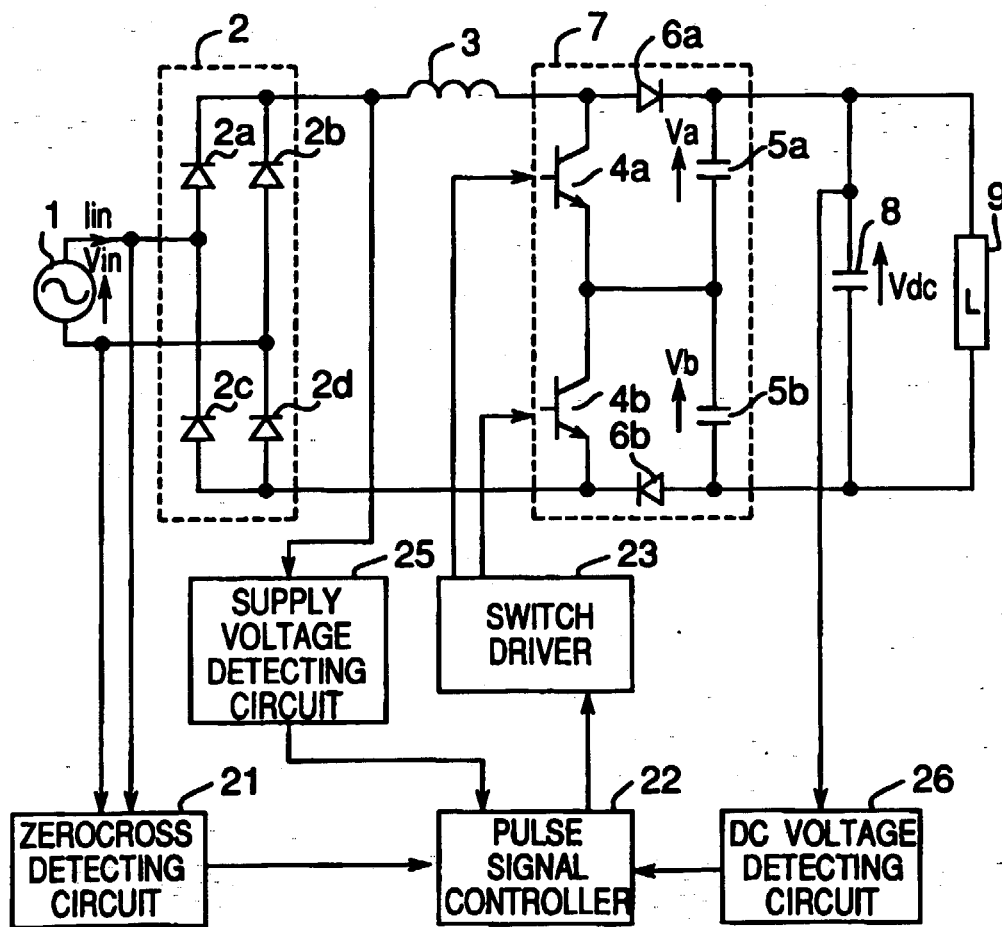 2
3
7
6a
2a
2b
Va
5a
4a
1
Iin
8
9
Vin
Vdc
L
2c
2d
Vb
4b
5b
6b
25
23
SUPPLY
VOLTAGE
DETECTING
CIRCUIT
SWITCH
DRIVER
21
22
26
ZEROCROSS
DETECTING
CIRCUIT
PULSE
SIGNAL
CONTROLLER
DC VOLTAGE
DETECTING
CIRCUIT